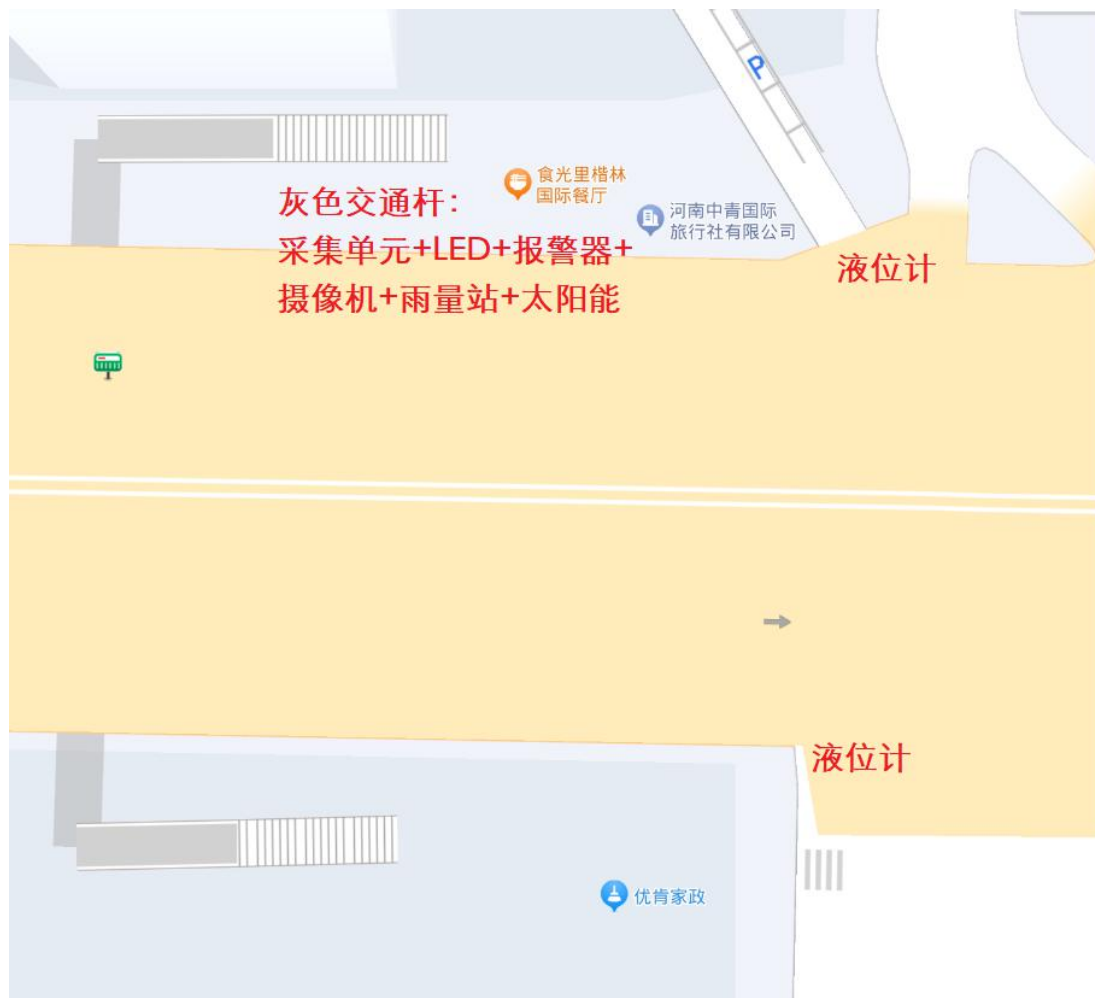 P
食光里楷林
国际餐厅
灰色交通杆：
河南中青国际
旅行社有限公司
采集单元+LED+报警器+
液位计
摄像机+雨量站+太阳能
液位计
优肯家政